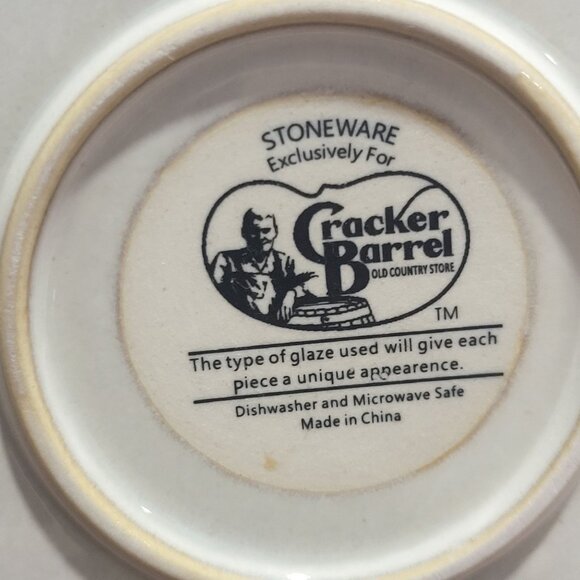 STONEWARE
Exclusively For
Cracker
Barrel
OLD COUNTRY STORE
TM
The type of glaze used will give each
piece a unique appearence.
Dishwasher and Microwave Safe
Made in China